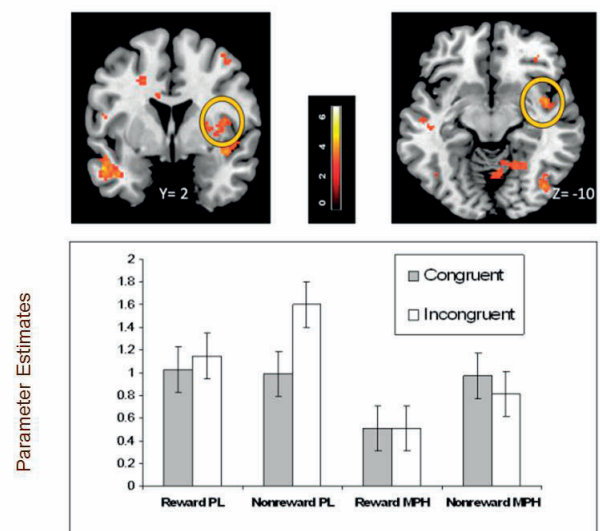 Y= 2
0 2 4 6
Z= -10
Parameter Estimates
2
1.8
1.6
1.4
1.2
1
0.8
0.6
0.4
0.2
0
Congruent
Incongruent
Reward PL Nonreward PL Reward MPH Nonreward MPH